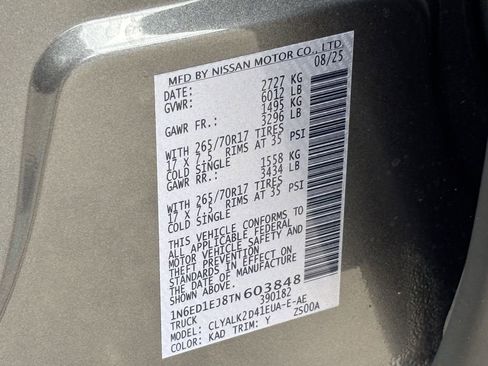 MFD BY NISSAN MOTOR CO., LTD.
DATE: 08/25
GVWR: 2727 KG
6012 LB
GAWR FR.: 1495 KG
3296 LB
WITH 265/70R17 TIRES
17 X 7.5 RIMS AT 35 PSI
COLD SINGLE
GAWR RR.: 1558 KG
3434 LB
WITH 265/70R17 TIRES
17 X 7.5 RIMS AT 35 PSI
COLD SINGLE
THIS VEHICLE CONFORMS TO
ALL APPLICABLE FEDERAL
MOTOR VEHICLE SAFETY AND
THEFT PREVENTION
STANDARDS IN EFFECT ON
THE DATE OF MANUFACTURE
SHOWN ABOVE.
1N6ED1EJ8TN603848
TRUCK 390182
MODEL: CLYALK2D41EUA-E-AE
COLOR: KAD TRIM: Y Z500A